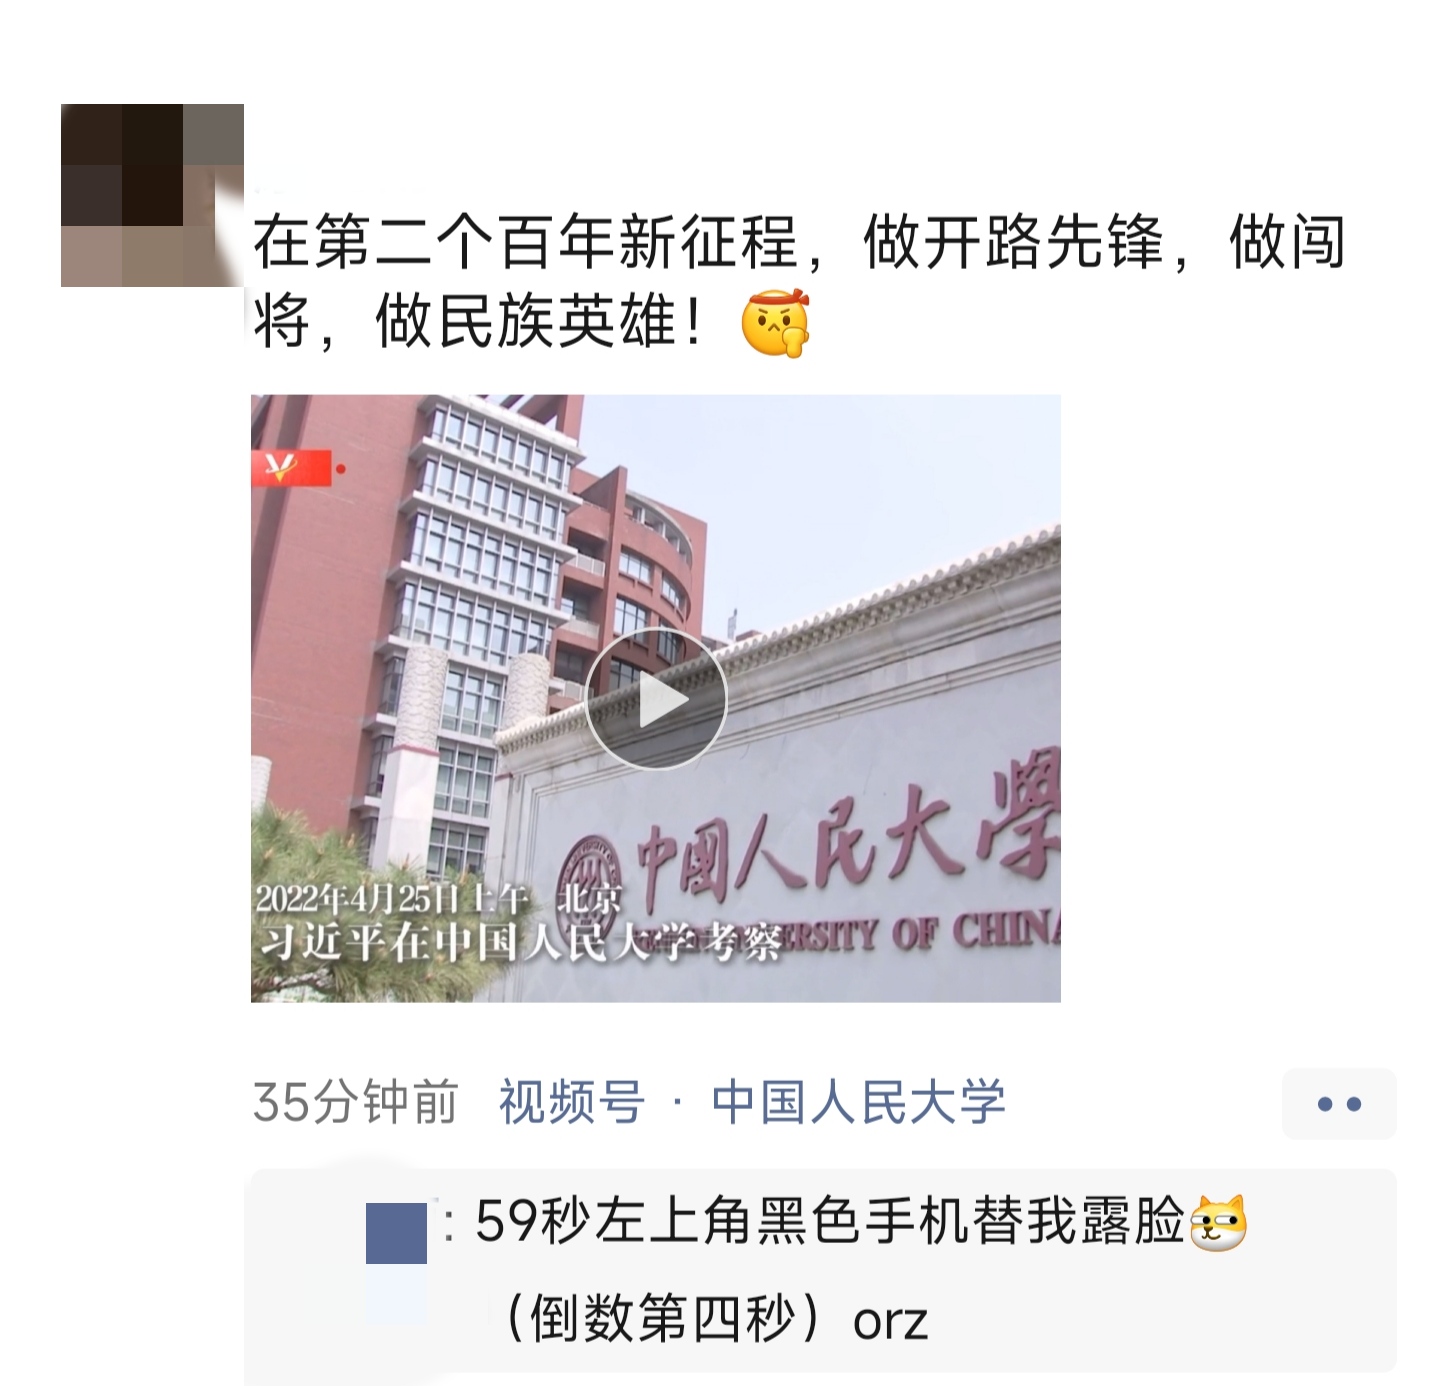 在第二个百年新征程，做开路先锋，做闯
将，做民族英雄！
中国人民大学
UNIVERSITY OF CHINA
2022年4月25日上午 北京
习近平在中国人民大学考察
35分钟前 视频号 · 中国人民大学
：59秒左上角黑色手机替我露脸
（倒数第四秒）orz